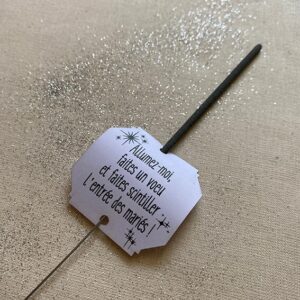 Allumez-moi,
faites un voeu
et faites scintiller
l'entrée des mariés !